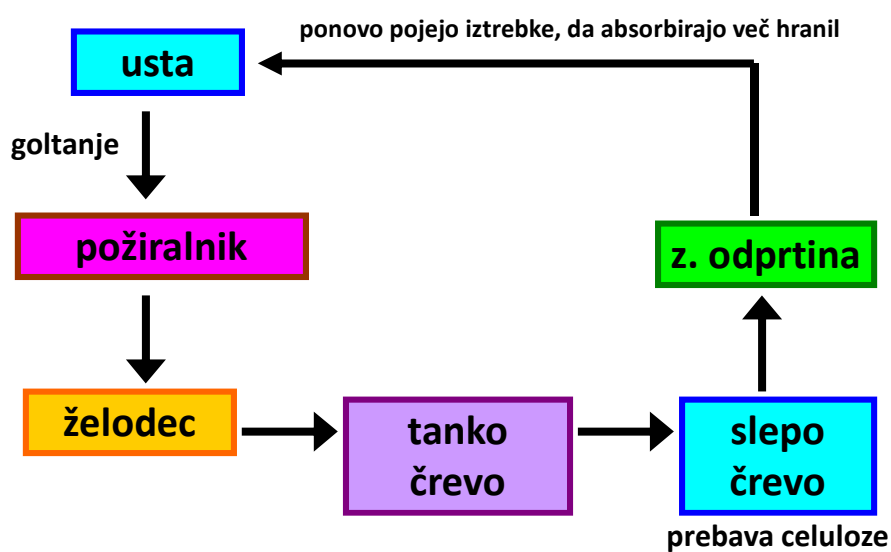 ponovo pojejo iztrebke, da absorbirajo več hranil
usta
goltanje
požiralnik
z. odprtina
želodec
tanko
črevo
slepo
črevo
prebava celuloze